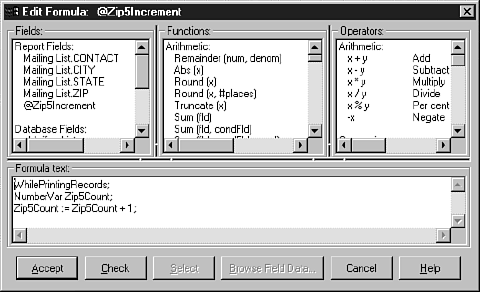 Edit Formula: @Zip5Increment
Fields:
Report Fields:
Mailing List.CONTACT
Mailing List.CITY
Mailing List.STATE
Mailing List.ZIP
@Zip5Increment
Database Fields:
Functions:
Arithmetic:
Remainder (num, denom)
Abs (x)
Round (x)
Round (x, #places)
Truncate (x)
Sum (fld)
Sum (fld, condFld)
Operators:
Arithmetic:
x + y Add
x - y Subtract
x * y Multiply
x / y Divide
x % y Per cent
-x Negate
Formula text:
WhilePrintingRecords;
NumberVar Zip5Count;
Zip5Count := Zip5Count + 1;
Accept
Check
Select
Browse Field Data...
Cancel
Help